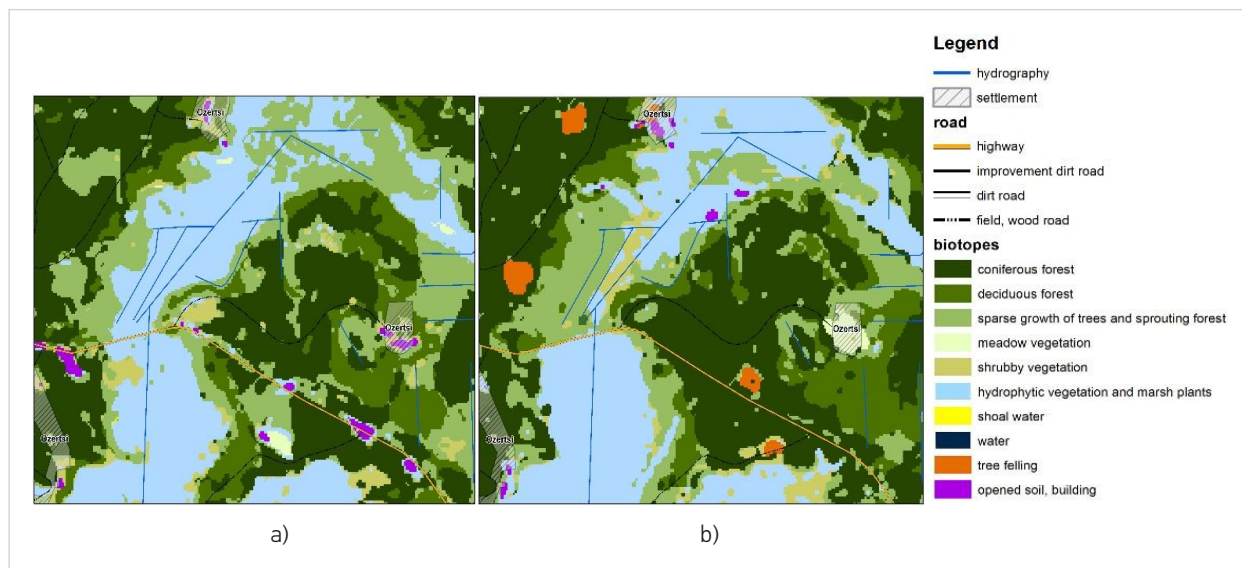 Ozertsi
Ozertsi
Ozertsi
a)
Ozertsi
Ozertsi
Ozertsi
b)
Legend
hydrography
settlement
road
highway
improvement dirt road
dirt road
field, wood road
biotopes
coniferous forest
deciduous forest
sparse growth of trees and sprouting forest
meadow vegetation
shrubby vegetation
hydrophytic vegetation and marsh plants
shoal water
water
tree felling
opened soil, building